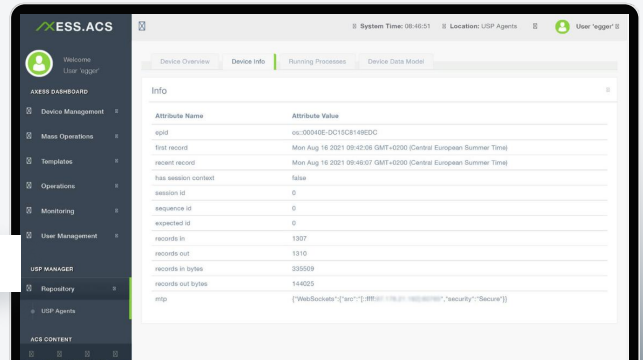 AXESS.ACS
System Time: 08:48:51 Location: USP Agents User 'egger'
Welcome
User 'egger'
Device Overview Device Info Running Processes Device Data Model
AXESS DASHBOARD
Device Management
Mass Operations
Templates
Operations
Monitoring
User Management
USP MANAGER
Repository
USP Agents
ACS CONTENT
Info
Attribute Name Attribute Value
epid os::00040E-DC15C8149EDC
first record Mon Aug 16 2021 09:42:06 GMT+0200 (Central European Summer Time)
recent record Mon Aug 16 2021 09:46:07 GMT+0200 (Central European Summer Time)
has session context false
session id 0
sequence id 0
expected id 0
records in 1307
records out 1310
records in bytes 335509
records out bytes 144025
mtp {"WebSockets":{"src":"[::ffff: ","security":"Secure"}}